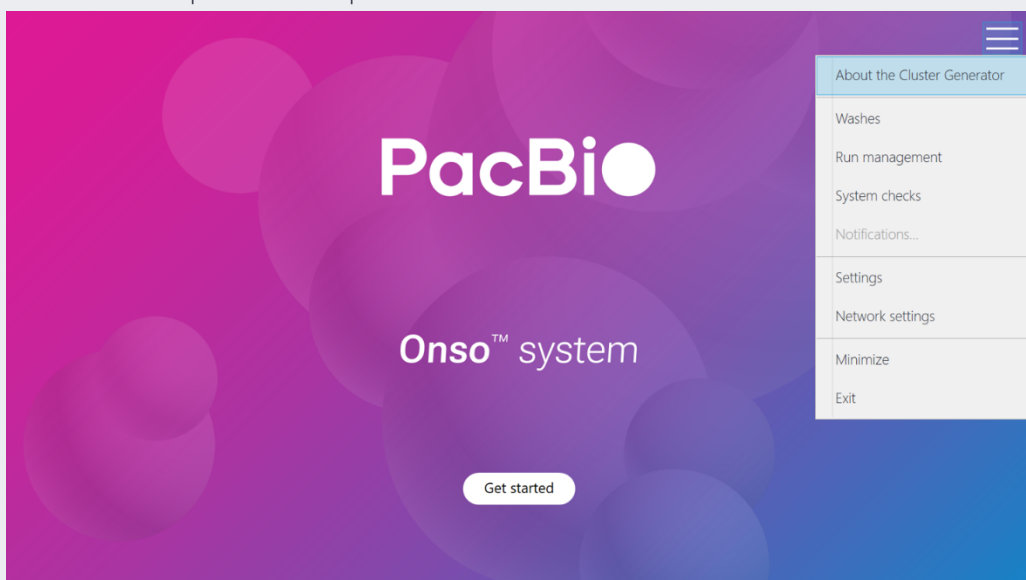 PacBio
Onso™ system
Get started
About the Cluster Generator
Washes
Run management
System checks
Notifications...
Settings
Network settings
Minimize
Exit